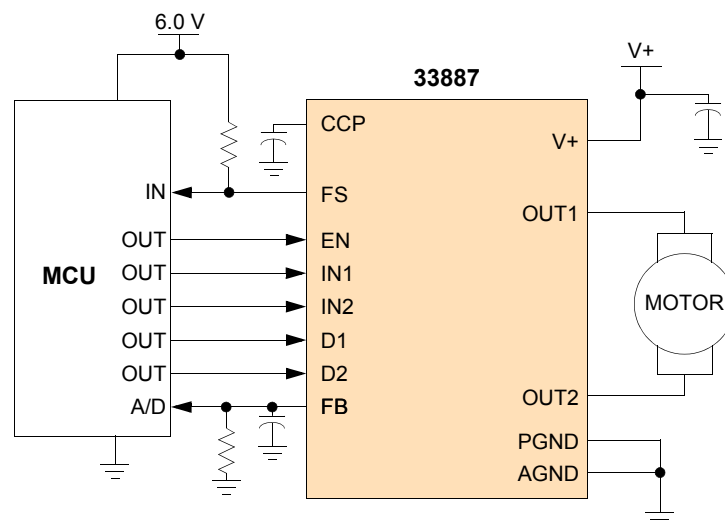 6.0 V
V+
33887
CCP
V+
IN
FS
OUT1
OUT
EN
MCU
OUT
IN1
OUT
IN2
MOTOR
OUT
D1
OUT
D2
A/D
FB
OUT2
PGND
AGND